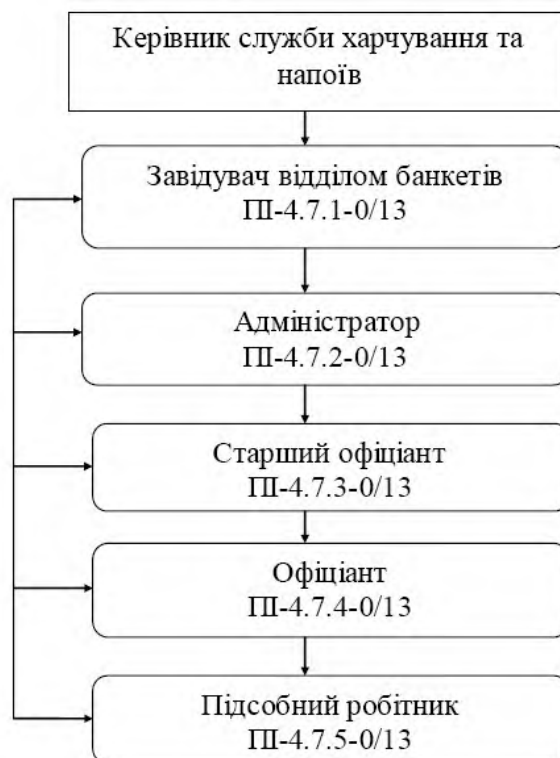 Керівник служби харчування та
напоїв
Завідувач відділом банкетів
ПІ-4.7.1-0/13
Адміністратор
ПІ-4.7.2-0/13
Старший офіціант
ПІ-4.7.3-0/13
Офіціант
ПІ-4.7.4-0/13
Підсобний робітник
ПІ-4.7.5-0/13